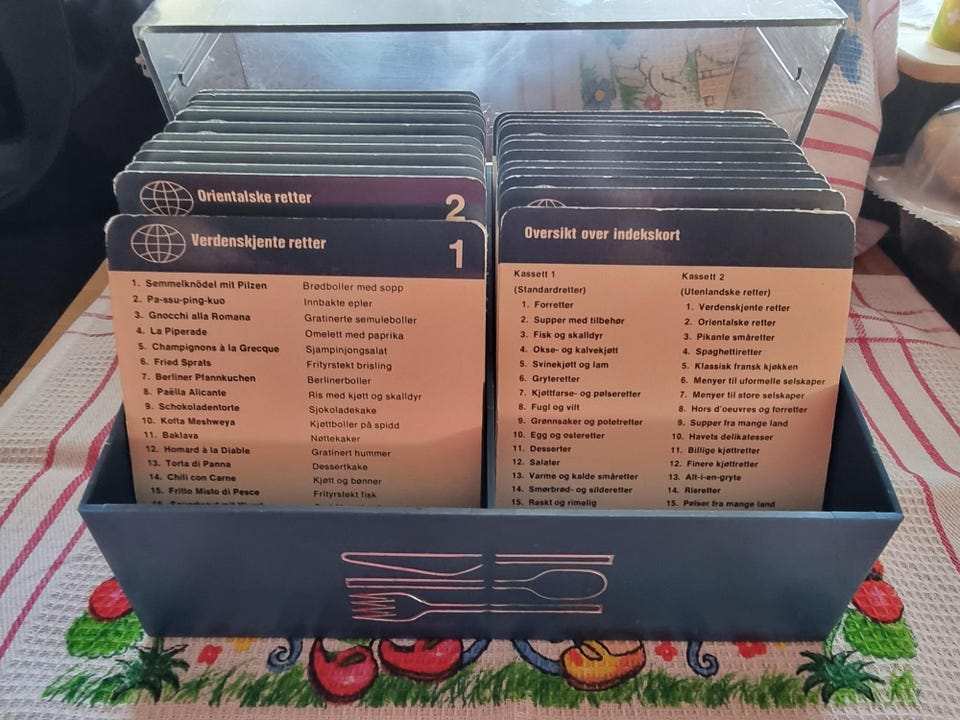 Orientalske retter 2
Verdenskjente retter 1
1. Semmelknödel mit Pilzen Brødboller med sopp
2. Pa-ssu-ping-kuo Innbakte epler
3. Gnocchi alla Romana Gratinerte semuleboller
4. La Piperade Omelett med paprika
5. Champignons à la Grecque Sjampinjongsalat
6. Fried Sprats Frityrstekt brisling
7. Berliner Pfannkuchen Berlinerboller
8. Paëlla Alicante Ris med kjøtt og skalldyr
9. Schokoladentorte Sjokoladekake
10. Kofta Meshweya Kjøttboller på spidd
11. Baklava Nøttekaker
12. Homard à la Diable Gratinert hummer
13. Torta di Panna Dessertkake
14. Chili con Carne Kjøtt og bønner
15. Fritto Misto di Pesce Frityrstekt fisk
Oversikt over indekskort
Kassett 1
(Standardretter)
1. Forretter
2. Supper med tilbehør
3. Fisk og skalldyr
4. Okse- og kalvekjøtt
5. Svinekjøtt og lam
6. Gryteretter
7. Kjøttfarse- og pølseretter
8. Fugl og vilt
9. Grønnsaker og potetretter
10. Egg og osteretter
11. Desserter
12. Salater
13. Varme og kalde småretter
14. Smørbrød- og silderetter
15. Raskt og rimelig
Kassett 2
(Utenlandske retter)
1. Verdenskjente retter
2. Orientalske retter
3. Pikante småretter
4. Spaghettiretter
5. Klassisk fransk kjøkken
6. Menyer til uformelle selskaper
7. Menyer til store selskaper
8. Hors d'oeuvres og forretter
9. Supper fra mange land
10. Havets delikatesser
11. Billige kjøttretter
12. Finere kjøttretter
13. Alt-i-en-gryte
14. Risretter
15. Pølser fra mange land